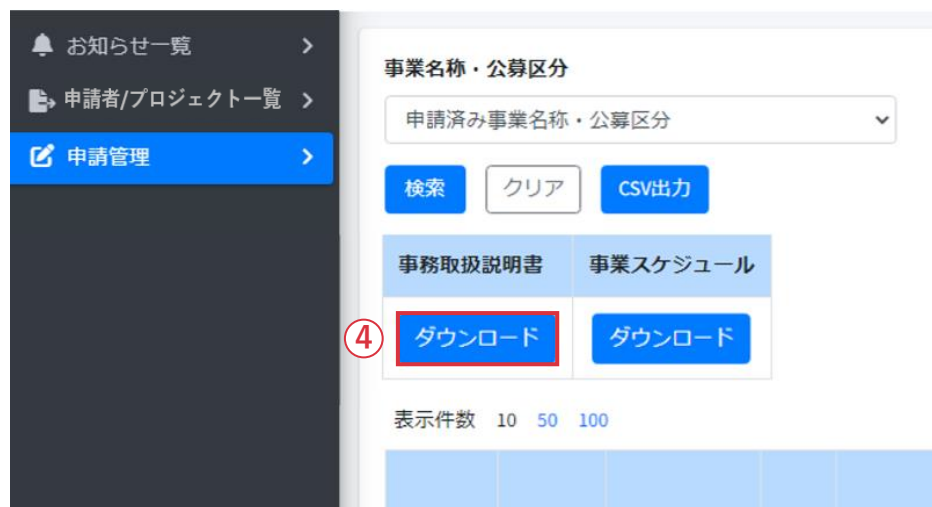 お知らせ一覧
申請者/プロジェクト一覧
申請管理
事業名称・公募区分
申請済み事業名称・公募区分
検索 クリア CSV出力
事務取扱説明書 事業スケジュール
④ ダウンロード ダウンロード
表示件数 10 50 100